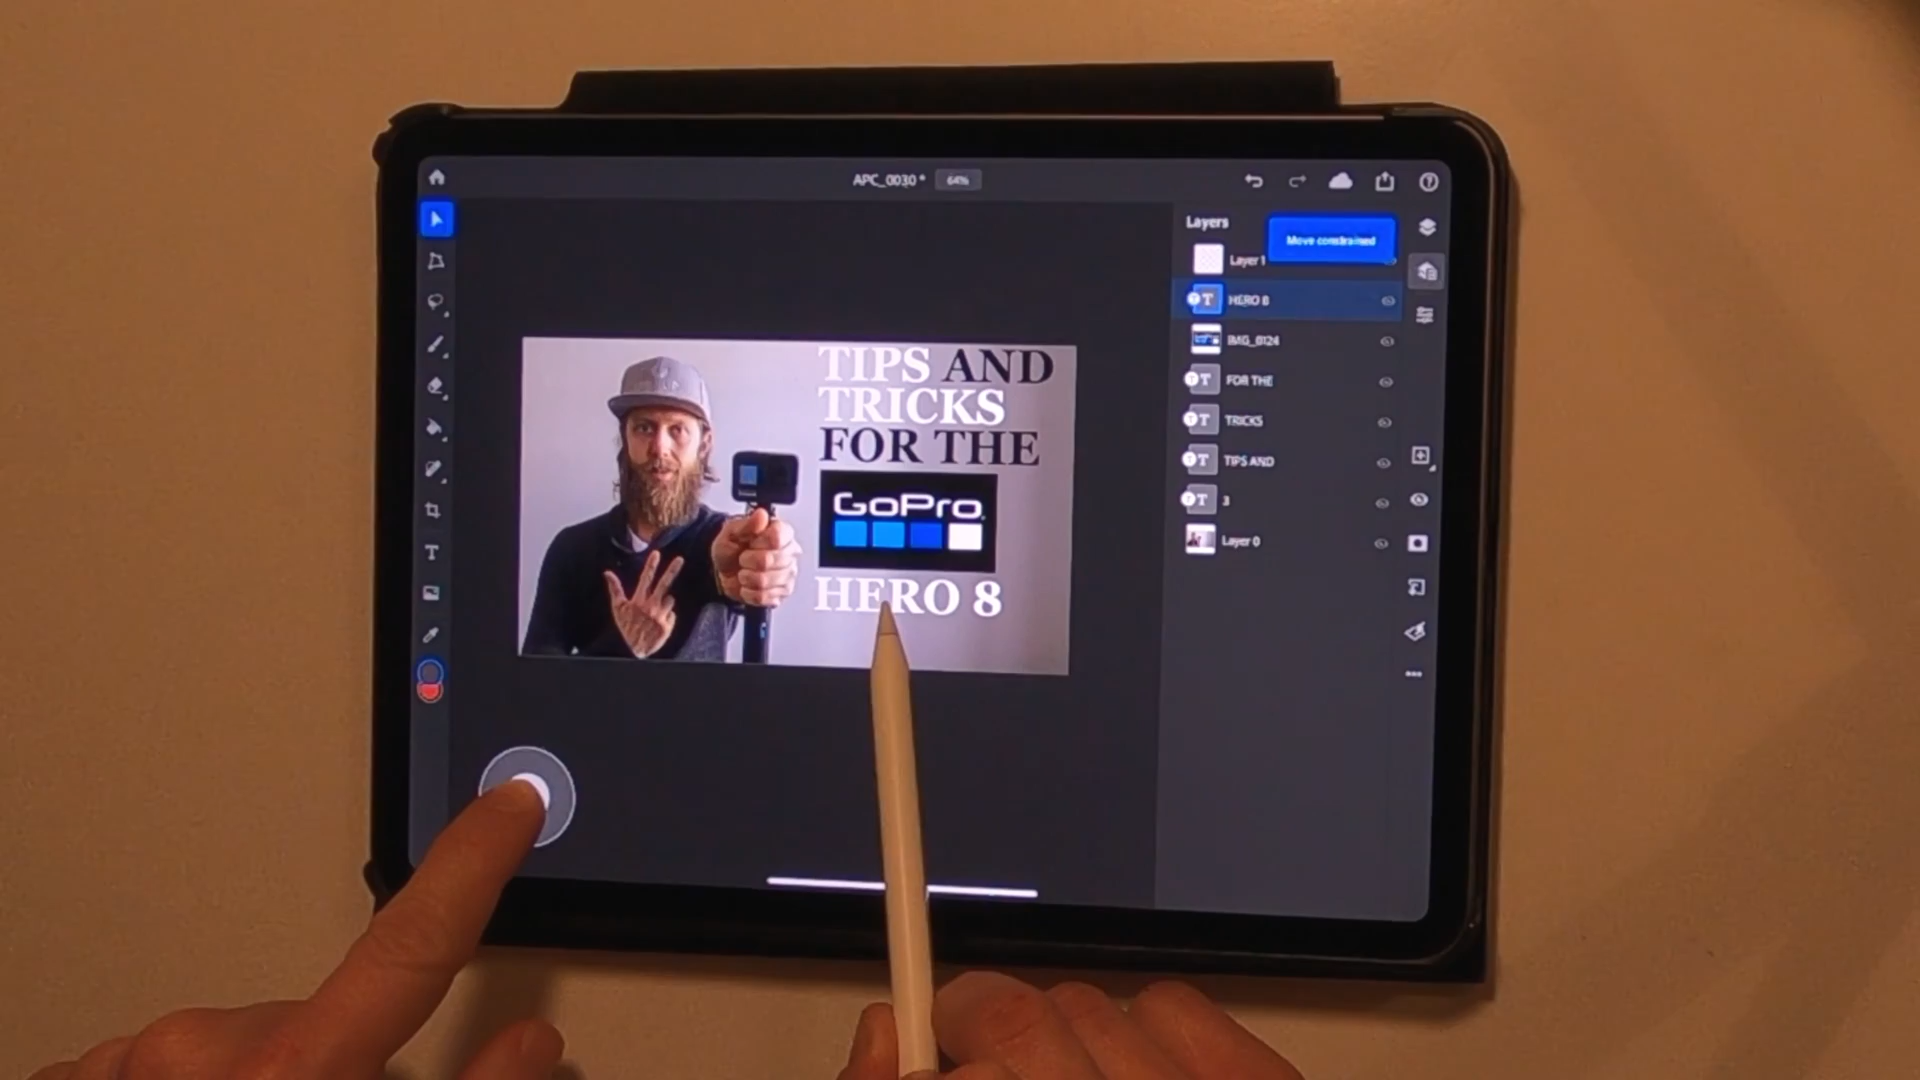 APC_0030 * 64%
Layers
Move constrained
Layer 1
HERO 8
IMG_0124
FOR THE
TRICKS
TIPS AND
3
Layer 0
TIPS AND
TRICKS
FOR THE
GoPro
HERO 8